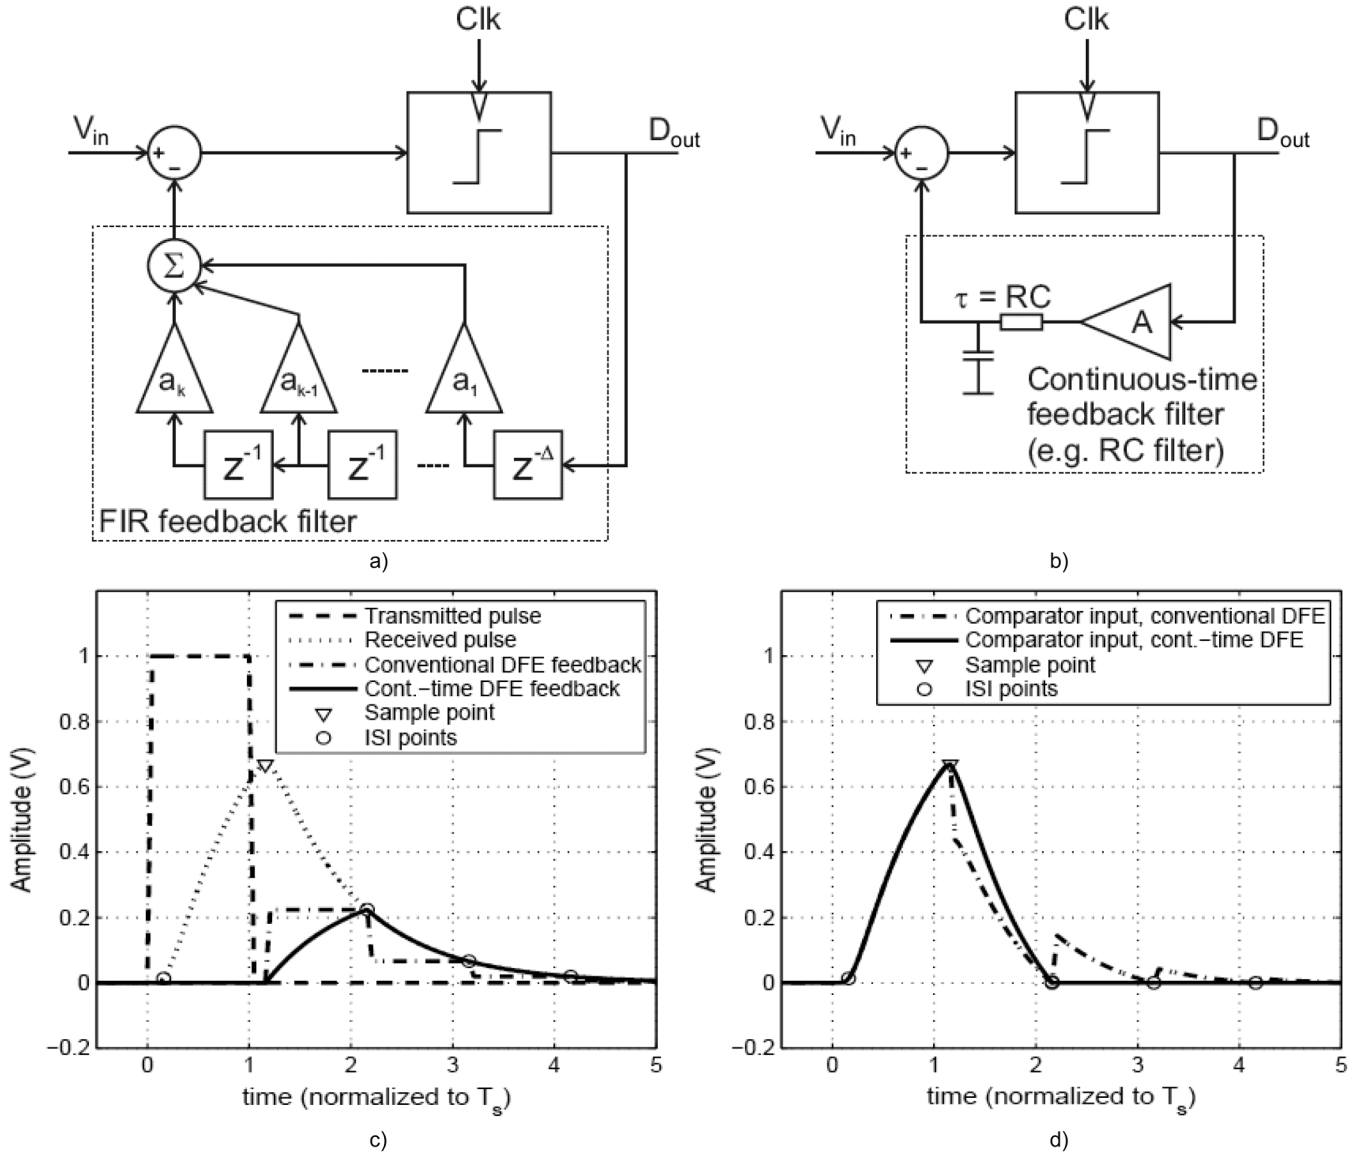 Clk
V_in
+
−
D_out
Σ
a_k
a_k-1
a_1
z^-1
z^-1
z^-Δ
FIR feedback filter
a)
Clk
V_in
+
−
D_out
τ = RC
A
Continuous-time
feedback filter
(e.g. RC filter)
b)
Transmitted pulse
Received pulse
Conventional DFE feedback
Cont.−time DFE feedback
Sample point
ISI points
Amplitude (V)
1
0.8
0.6
0.4
0.2
0
−0.2
0 1 2 3 4 5
time (normalized to T_s)
c)
Comparator input, conventional DFE
Comparator input, cont.−time DFE
Sample point
ISI points
Amplitude (V)
1
0.8
0.6
0.4
0.2
0
−0.2
0 1 2 3 4 5
time (normalized to T_s)
d)